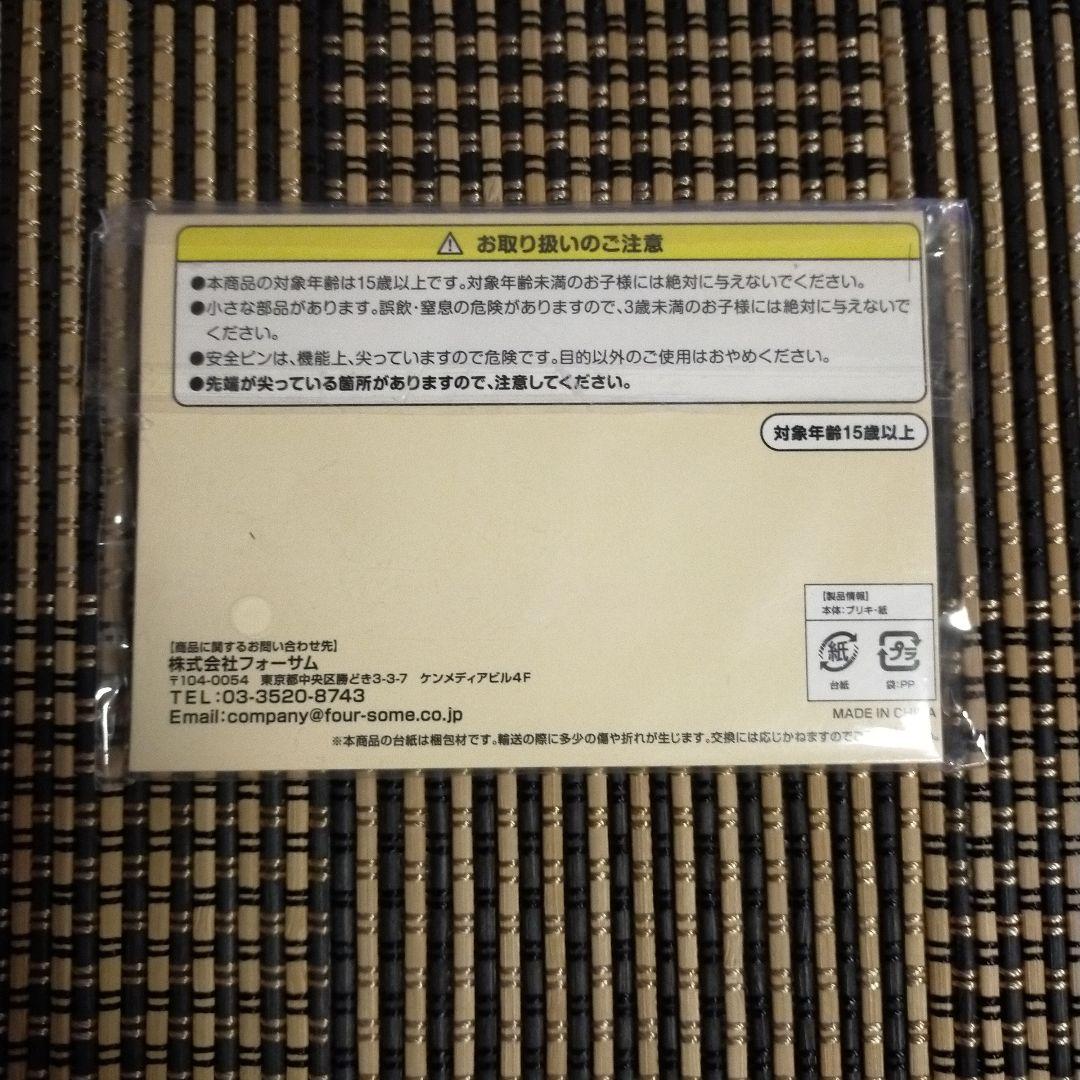 お取り扱いのご注意
●本商品の対象年齢は15歳以上です。対象年齢未満のお子様には絶対に与えないでください。
●小さな部品があります。誤飲・窒息の危険がありますので、3歳未満のお子様には絶対に与えないで
ください。
●安全ピンは、機能上、尖っていますので危険です。目的以外のご使用はおやめください。
●先端が尖っている箇所がありますので、注意してください。
対象年齢15歳以上
【製品情報】
本体:ブリキ・紙
紙 プラ
台紙 袋:PP
【商品に関するお問い合わせ先】
株式会社フォーサム
〒104-0054 東京都中央区勝どき3-3-7 ケンメディアビル4F
TEL:03-3520-8743
Email:company@four-some.co.jp
MADE IN CHINA
※本商品の台紙は梱包材です。輸送の際に多少の傷や折れが生じます。交換には応じかねますのでご